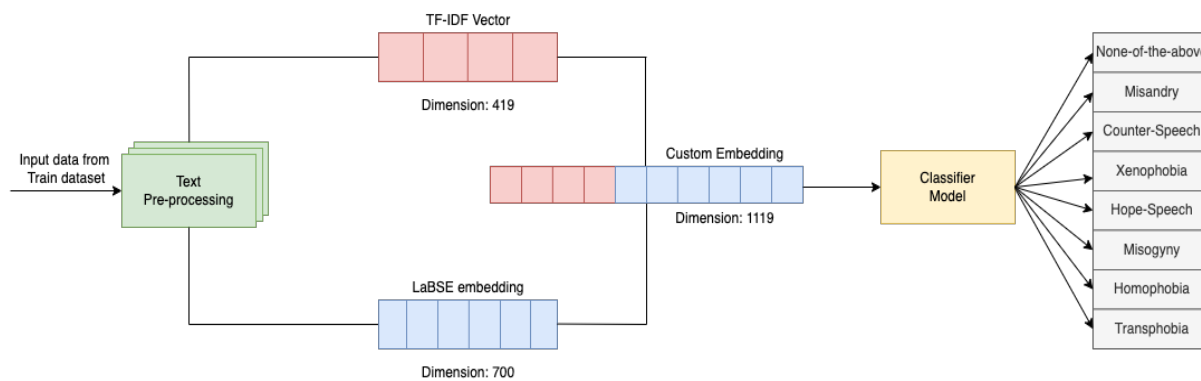 TF-IDF Vector
Dimension: 419
Input data from
Train dataset
Text
Pre-processing
Custom Embedding
Dimension: 1119
LaBSE embedding
Dimension: 700
Classifier
Model
None-of-the-above
Misandry
Counter-Speech
Xenophobia
Hope-Speech
Misogyny
Homophobia
Transphobia